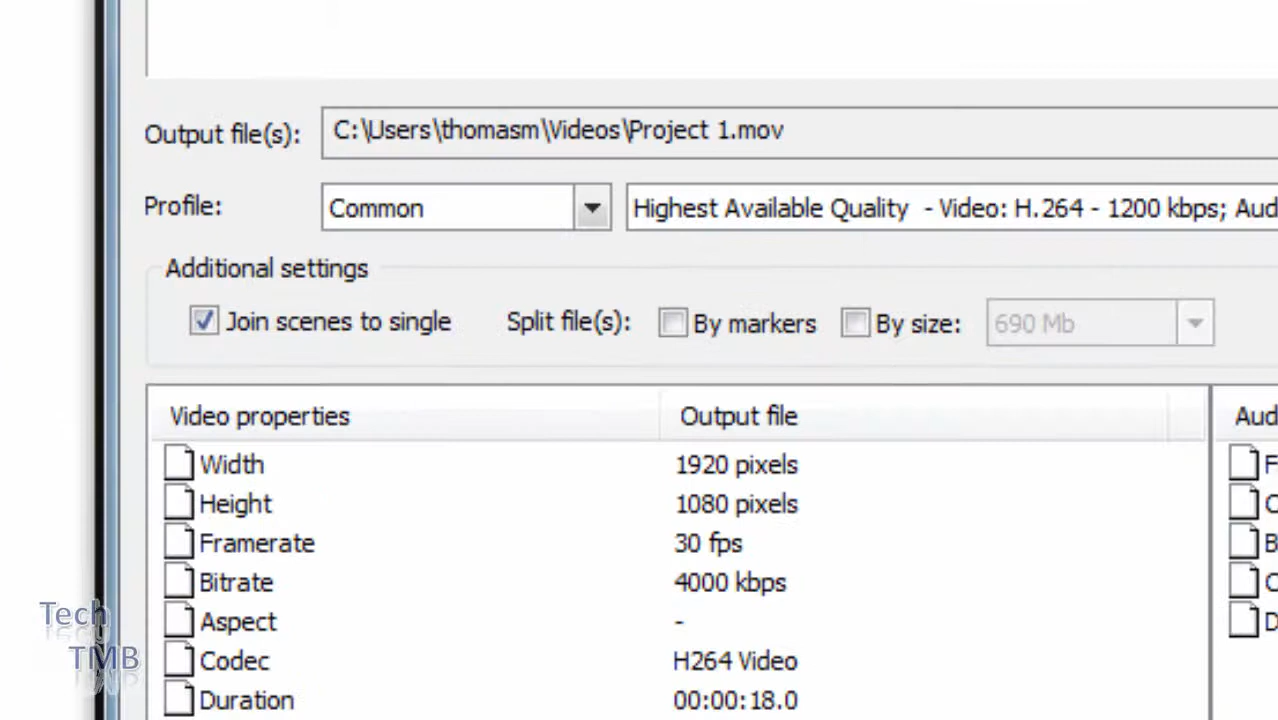 Output file(s): C:\Users\thomasm\Videos\Project 1.mov
Profile: Common Highest Available Quality - Video: H.264 - 1200 kbps; Aud
Additional settings
Join scenes to single Split file(s): By markers By size: 690 Mb
Video properties Output file Aud
Width 1920 pixels F
Height 1080 pixels
Framerate 30 fps B
Bitrate 4000 kbps
Aspect - D
Codec H264 Video
Duration 00:00:18.0
Tech
TMB